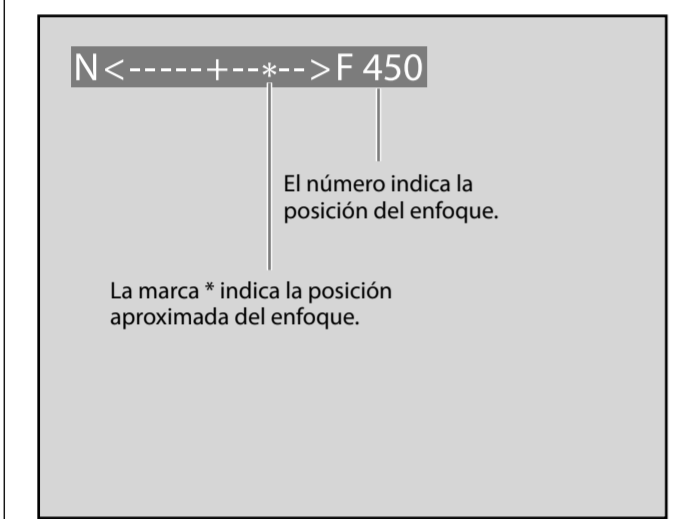 N<-----+--*-->F 450
El número indica la
posición del enfoque.
La marca * indica la posición
aproximada del enfoque.